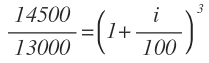 14500/13000 = (1 + i/100)^3